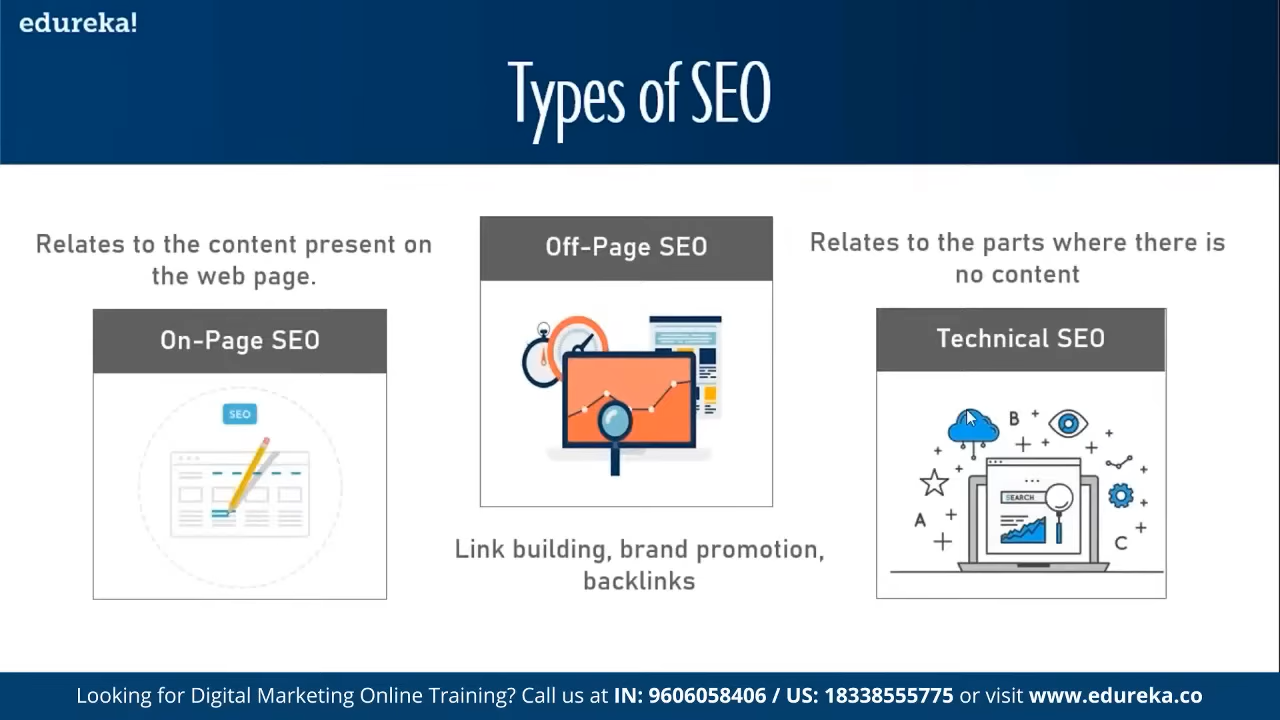 edureka!
Types of SEO
Relates to the content present on
the web page.
On-Page SEO
SEO
Off-Page SEO
Link building, brand promotion,
backlinks
Relates to the parts where there is
no content
Technical SEO
B
A
SEARCH
C
Looking for Digital Marketing Online Training? Call us at IN: 9606058406 / US: 18338555775 or visit www.edureka.co